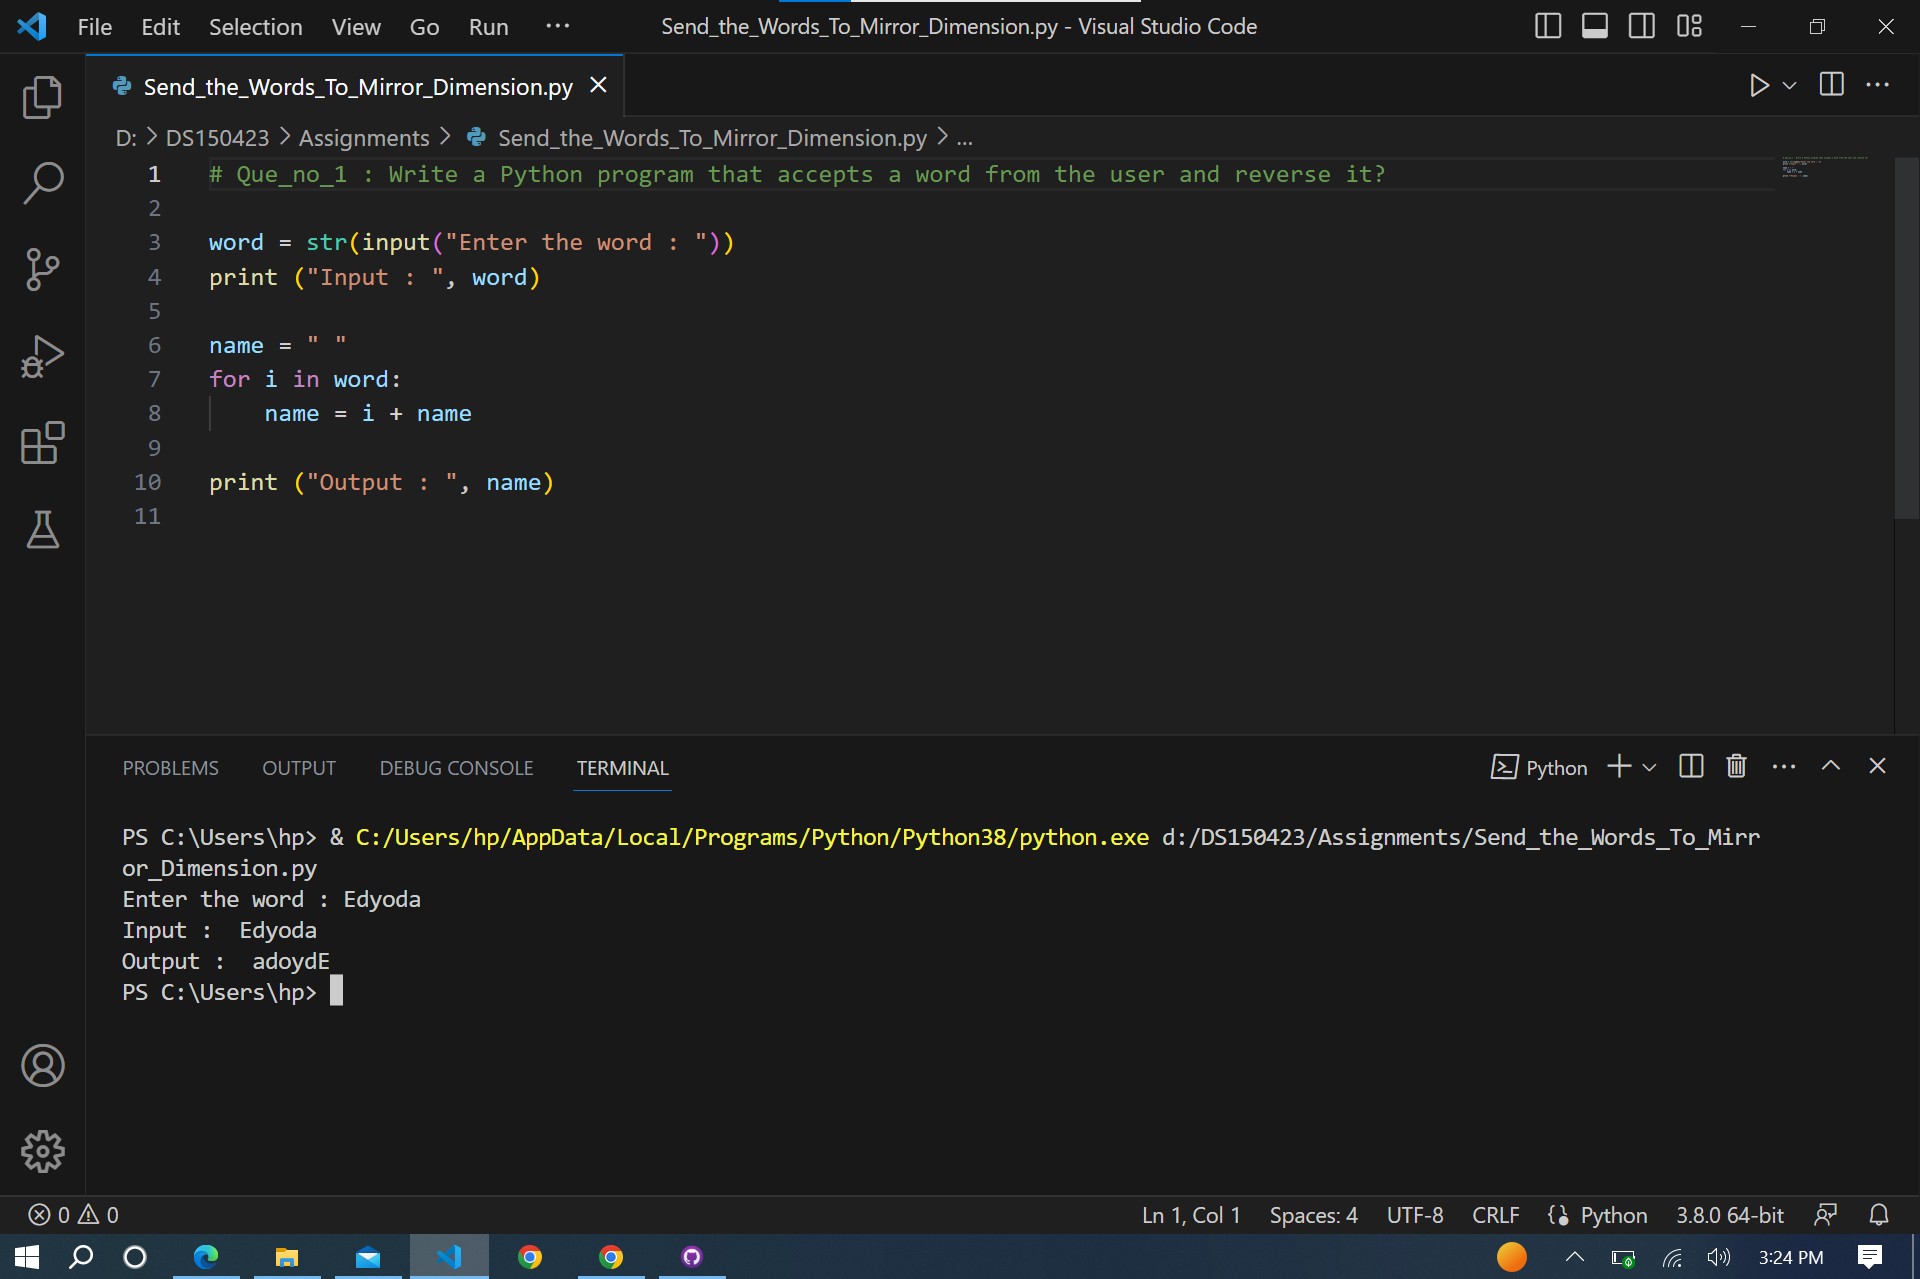 File Edit Selection View Go Run ··· Send_the_Words_To_Mirror_Dimension.py - Visual Studio Code
Send_the_Words_To_Mirror_Dimension.py
D: > DS150423 > Assignments > Send_the_Words_To_Mirror_Dimension.py > ...
1 # Que_no_1 : Write a Python program that accepts a word from the user and reverse it?
2
3 word = str(input("Enter the word : "))
4 print ("Input : ", word)
5
6 name = " "
7 for i in word:
8     name = i + name
9
10 print ("Output : ", name)
11
PROBLEMS OUTPUT DEBUG CONSOLE TERMINAL Python
PS C:\Users\hp> & C:/Users/hp/AppData/Local/Programs/Python/Python38/python.exe d:/DS150423/Assignments/Send_the_Words_To_Mirr
or_Dimension.py
Enter the word : Edyoda
Input :  Edyoda
Output :  adoydE
PS C:\Users\hp>
0 0 Ln 1, Col 1 Spaces: 4 UTF-8 CRLF Python 3.8.0 64-bit
3:24 PM